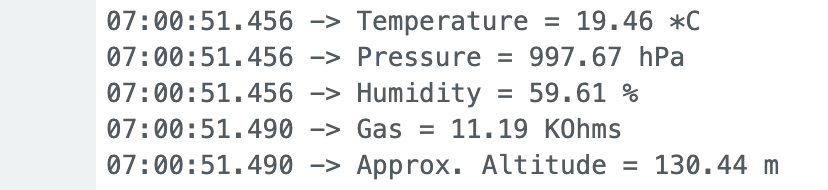 07:00:51.456 -> Temperature = 19.46 *C
07:00:51.456 -> Pressure = 997.67 hPa
07:00:51.456 -> Humidity = 59.61 %
07:00:51.490 -> Gas = 11.19 KOhms
07:00:51.490 -> Approx. Altitude = 130.44 m